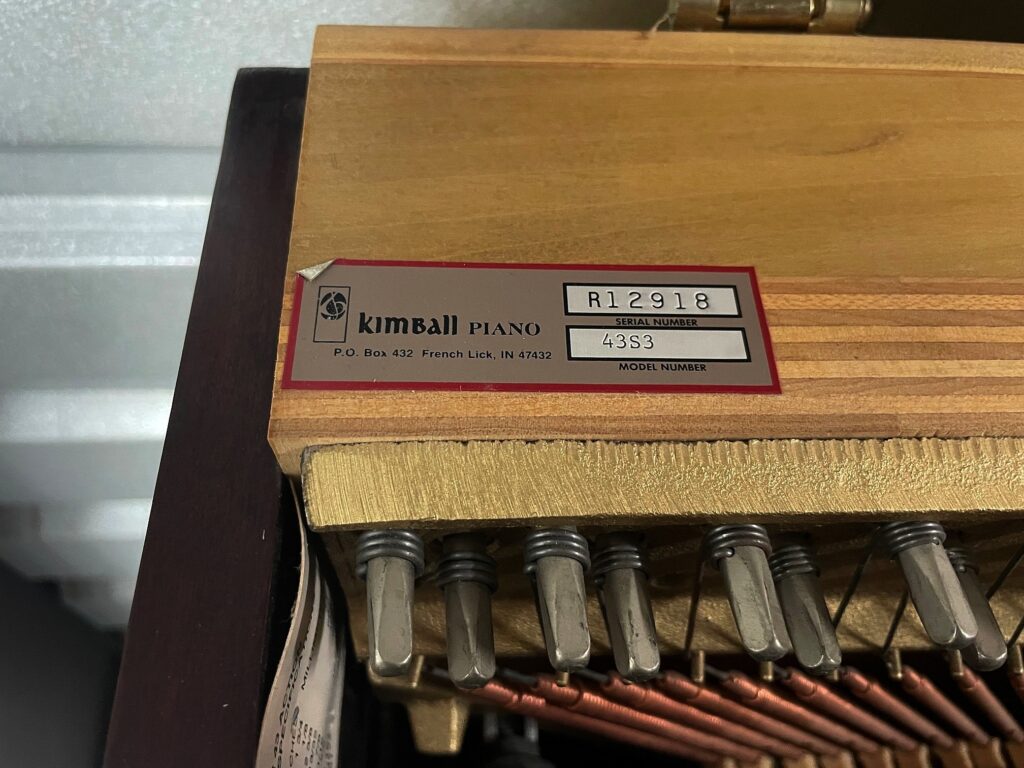 kimball PIANO
P.O. Box 432 French Lick, IN 47432
R12918
SERIAL NUMBER
43S3
MODEL NUMBER